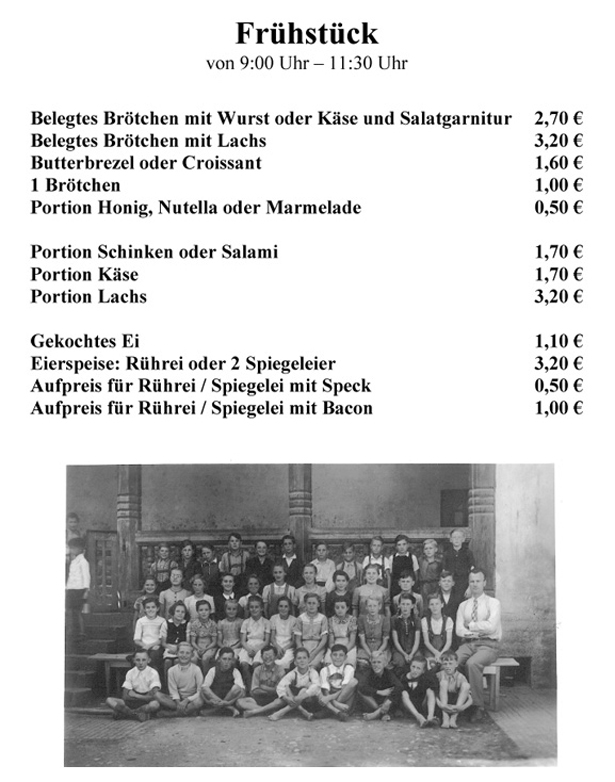 Frühstück
von 9:00 Uhr – 11:30 Uhr
Belegtes Brötchen mit Wurst oder Käse und Salatgarnitur 2,70 €
Belegtes Brötchen mit Lachs 3,20 €
Butterbrezel oder Croissant 1,60 €
1 Brötchen 1,00 €
Portion Honig, Nutella oder Marmelade 0,50 €
Portion Schinken oder Salami 1,70 €
Portion Käse 1,70 €
Portion Lachs 3,20 €
Gekochtes Ei 1,10 €
Eierspeise: Rührei oder 2 Spiegeleier 3,20 €
Aufpreis für Rührei / Spiegelei mit Speck 0,50 €
Aufpreis für Rührei / Spiegelei mit Bacon 1,00 €